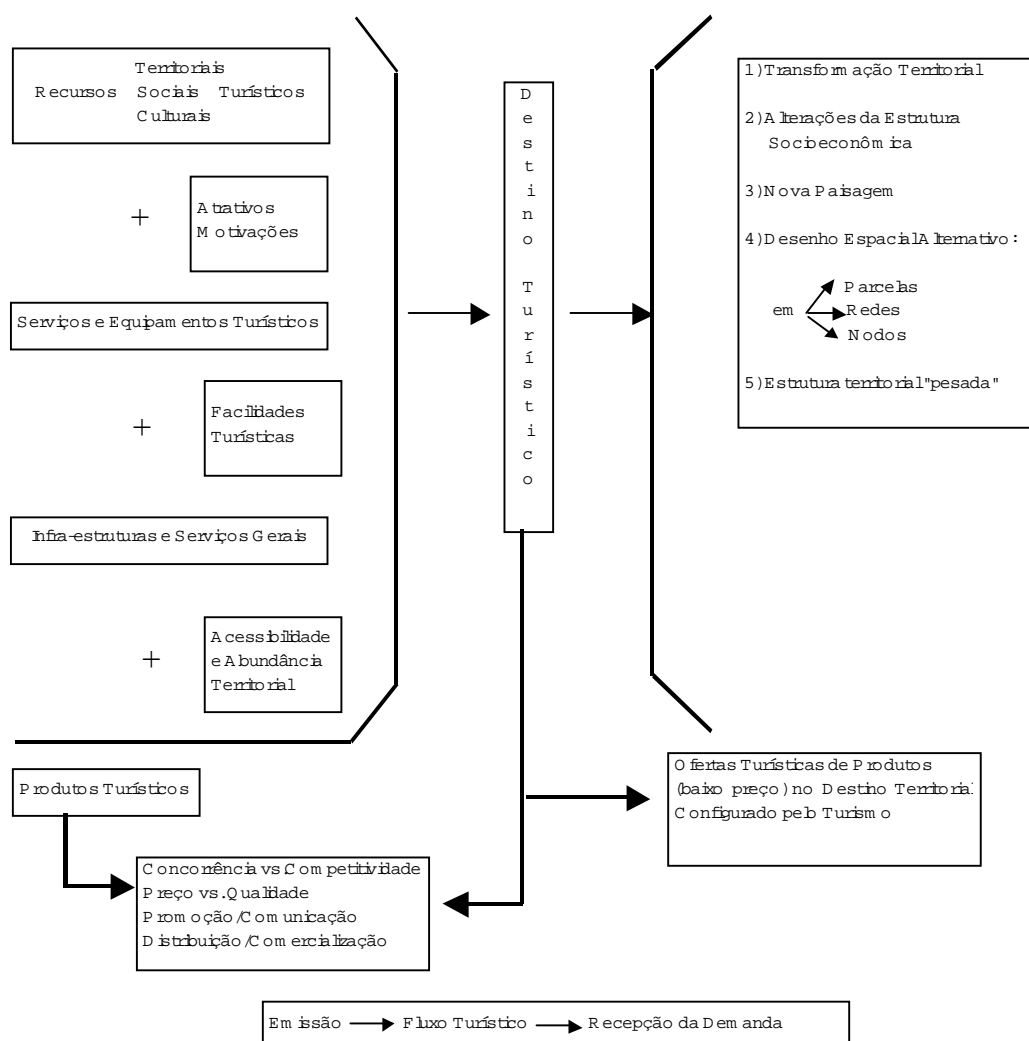 Territoriais
Recursos Sociais Turísticos
Culturais
+
Atrativos
Motivações
Serviços e Equipamentos Turísticos
+
Facilidades
Turísticas
Infra-estruturas e Serviços Gerais
+
Acessibilidade
e Abundância
Territorial
Produtos Turísticos
Concorrência vs.Competitividade
Preço vs.Qualidade
Promoção/Comunicação
Distribuição/Comercialização
Destino Turístico
1)Transformação Territorial
2)Alterações da Estrutura
Socioeconômica
3)Nova Paisagem
4)Desenho Espacial Alternativo:
Parcelas
em Redes
Nodos
5)Estrutura territorial "pesada"
Ofertas Turísticas de Produtos
(baixo preço) no Destino Territorial
Configurado pelo Turismo
Emissão Fluxo Turístico Recepção da Demanda